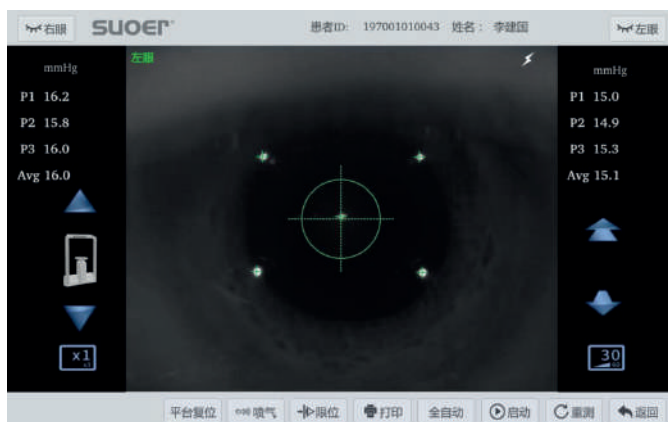 右眼 SUOER 患者ID: 197001010043 姓名: 李建国 左眼
左眼
mmHg
P1 16.2
P2 15.8
P3 16.0
Avg 16.0
x1
mmHg
P1 15.0
P2 14.9
P3 15.3
Avg 15.1
30
平台复位 喷气 限位 打印 全自动 启动 重测 返回